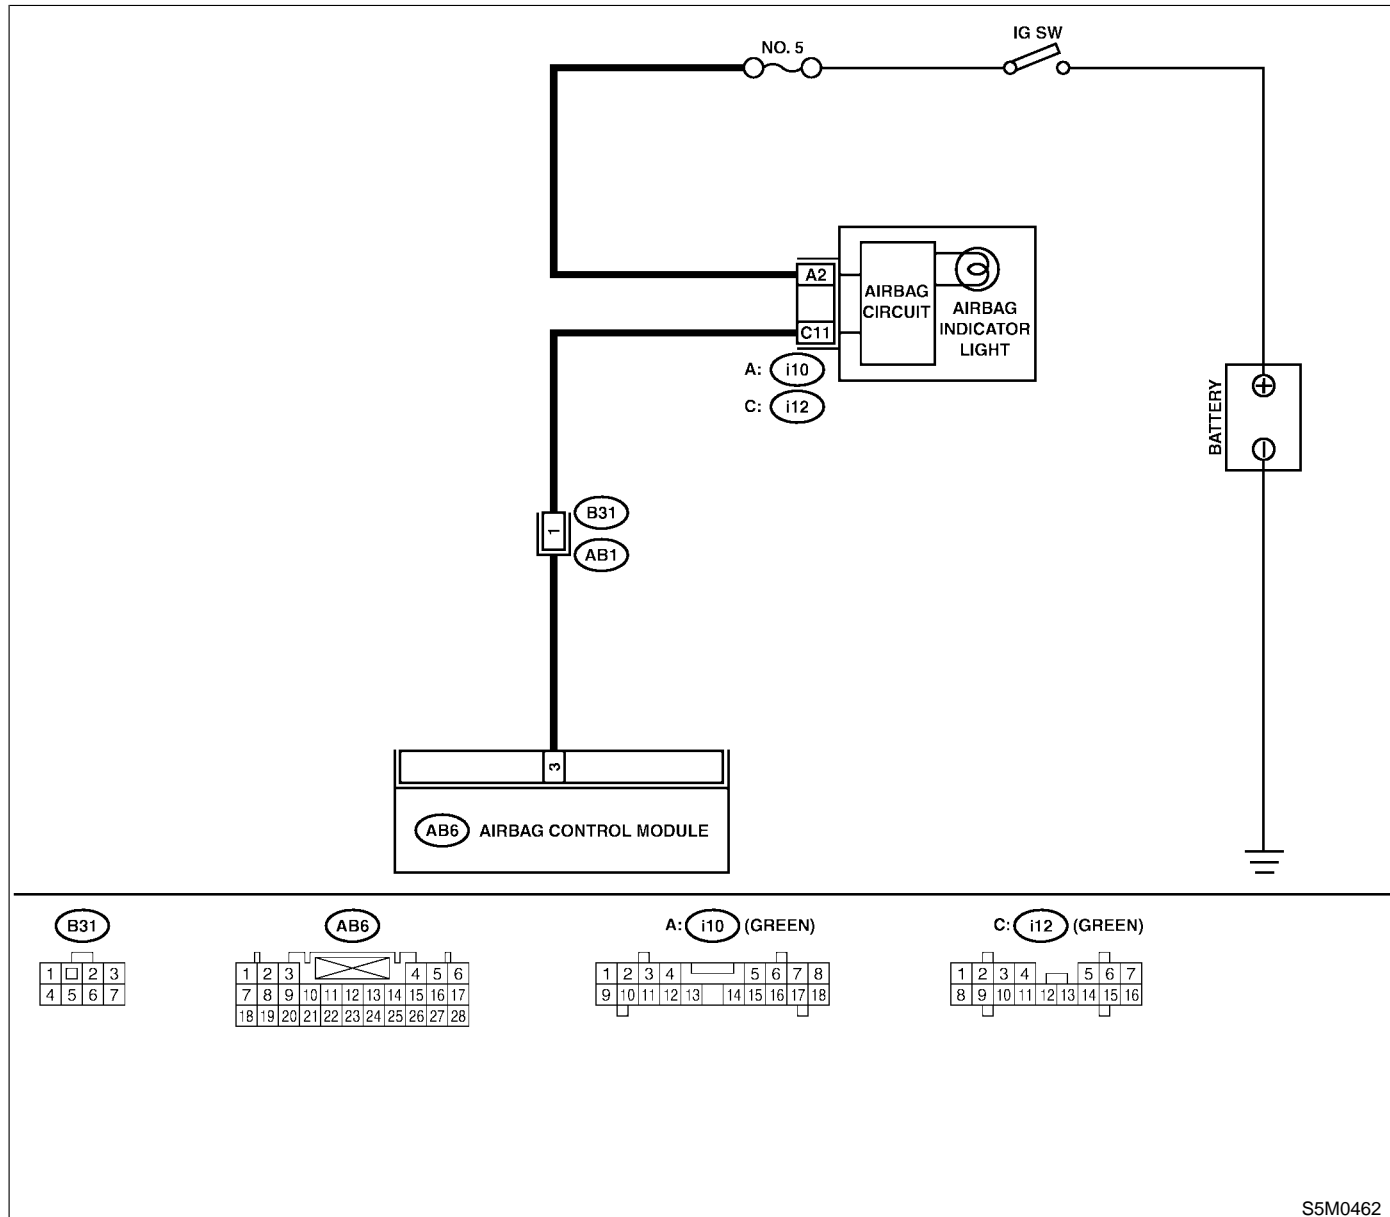 NO. 5
IG SW
A2
C11
AIRBAG
CIRCUIT
AIRBAG
INDICATOR
LIGHT
A: i10
C: i12
BATTERY
B31
1
AB1
3
AB6 AIRBAG CONTROL MODULE
B31
1 2 3
4 5 6 7
AB6
1 2 3 4 5 6
7 8 9 10 11 12 13 14 15 16 17
18 19 20 21 22 23 24 25 26 27 28
A: i10 (GREEN)
1 2 3 4 5 6 7 8
9 10 11 12 13 14 15 16 17 18
C: i12 (GREEN)
1 2 3 4 5 6 7
8 9 10 11 12 13 14 15 16
S5M0462